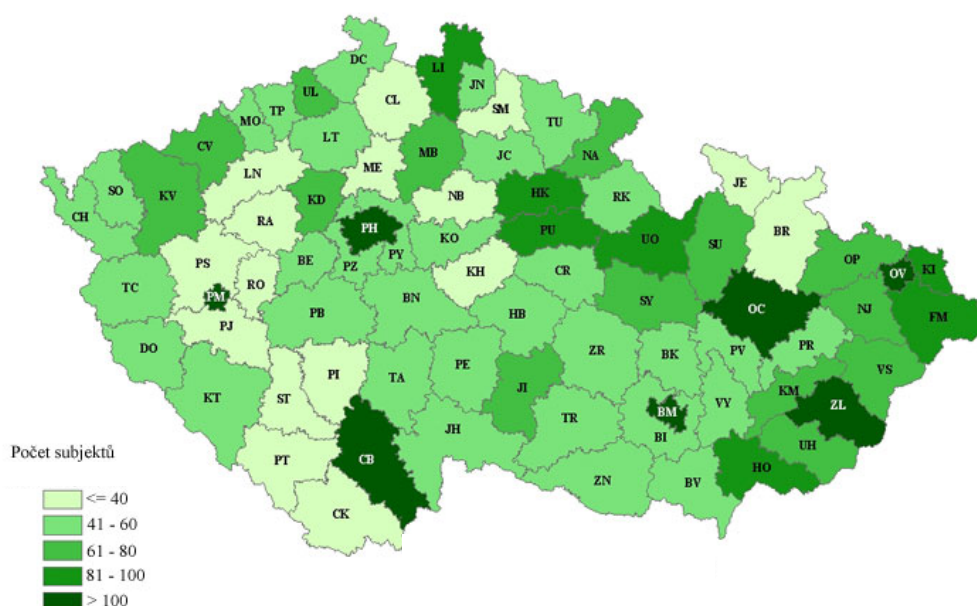 DC
LI
JN
UL
CL
SM
TP
MO
TU
LT
CV
MB
JC
NA
ME
LN
SO
KV
KD
NB
HK
RK
JE
CH
RA
PH
KO
PU
UO
SU
BR
BE
PZ
PY
OP
OV
KI
PS
RO
KH
CR
TC
PM
BN
SY
OC
NJ
FM
PB
HB
PJ
DO
PE
ZR
BK
PV
PR
PI
TA
VS
KT
ST
JI
KM
BM
VY
ZL
TR
JH
BI
UH
CB
PT
HO
ZN
BV
CK
Počet subjektů
<= 40
41 - 60
61 - 80
81 - 100
> 100